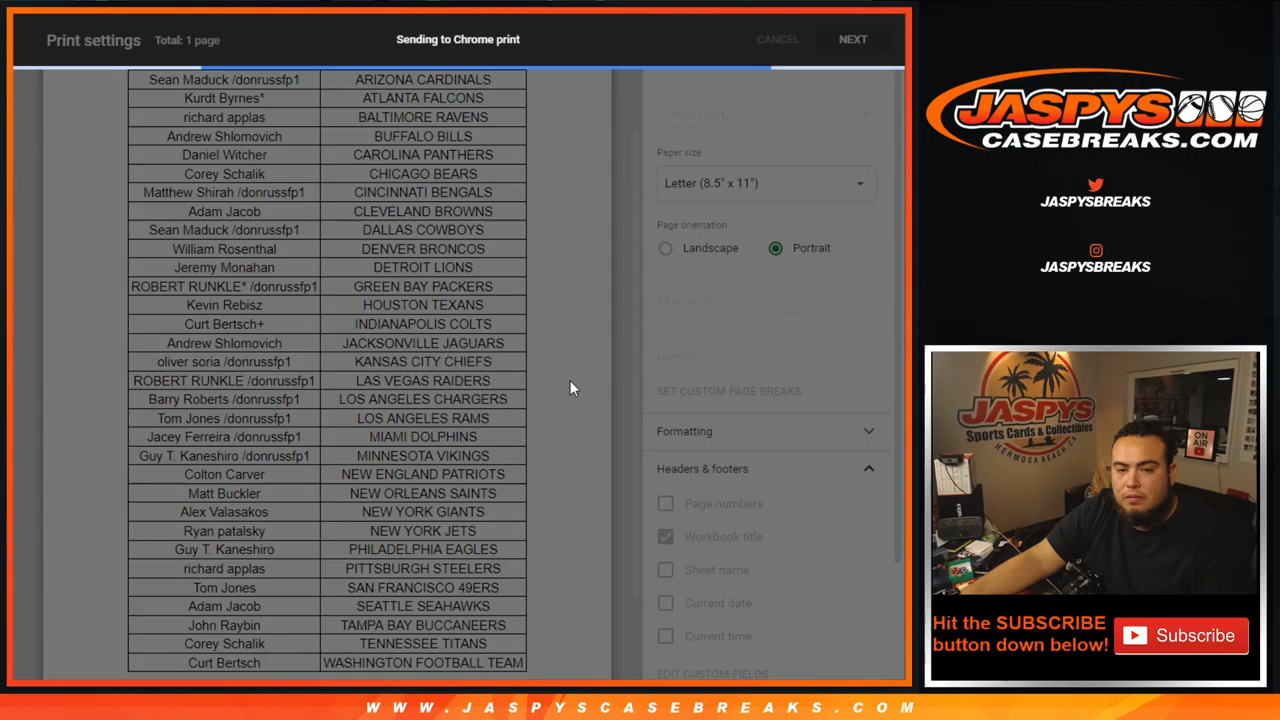 Print settings Total: 1 page Sending to Chrome print CANCEL NEXT
Sean Maduck /donrussfp1 ARIZONA CARDINALS
Kurdt Byrnes* ATLANTA FALCONS
richard applas BALTIMORE RAVENS
Andrew Shlomovich BUFFALO BILLS
Daniel Witcher CAROLINA PANTHERS
Corey Schalik CHICAGO BEARS
Matthew Shirah /donrussfp1 CINCINNATI BENGALS
Adam Jacob CLEVELAND BROWNS
Sean Maduck /donrussfp1 DALLAS COWBOYS
William Rosenthal DENVER BRONCOS
Jeremy Monahan DETROIT LIONS
ROBERT RUNKLE* /donrussfp1 GREEN BAY PACKERS
Kevin Rebisz HOUSTON TEXANS
Curt Bertsch+ INDIANAPOLIS COLTS
Andrew Shlomovich JACKSONVILLE JAGUARS
oliver soria /donrussfp1 KANSAS CITY CHIEFS
ROBERT RUNKLE /donrussfp1 LAS VEGAS RAIDERS
Barry Roberts /donrussfp1 LOS ANGELES CHARGERS
Tom Jones /donrussfp1 LOS ANGELES RAMS
Jacey Ferreira /donrussfp1 MIAMI DOLPHINS
Guy T. Kaneshiro /donrussfp1 MINNESOTA VIKINGS
Colton Carver NEW ENGLAND PATRIOTS
Matt Buckler NEW ORLEANS SAINTS
Alex Valasakos NEW YORK GIANTS
Ryan patalsky NEW YORK JETS
Guy T. Kaneshiro PHILADELPHIA EAGLES
richard applas PITTSBURGH STEELERS
Tom Jones SAN FRANCISCO 49ERS
Adam Jacob SEATTLE SEAHAWKS
John Raybin TAMPA BAY BUCCANEERS
Corey Schalik TENNESSEE TITANS
Curt Bertsch WASHINGTON FOOTBALL TEAM
Current sheet
Paper size
Letter (8.5" x 11")
Page orientation
Landscape Portrait
Fit to width
Normal
SET CUSTOM PAGE BREAKS
Formatting
Headers & footers
Page numbers
Workbook title
Sheet name
Current date
Current time
EDIT CUSTOM FIELDS
JASPYS
CASEBREAKS.COM
JASPYSBREAKS
JASPYSBREAKS
JASPYS
Sports Cards & Collectibles
HERMOSA BEACH, CA
ON AIR
Hit the SUBSCRIBE
button down below!
Subscribe
WWW.JASPYSCASEBREAKS.COM